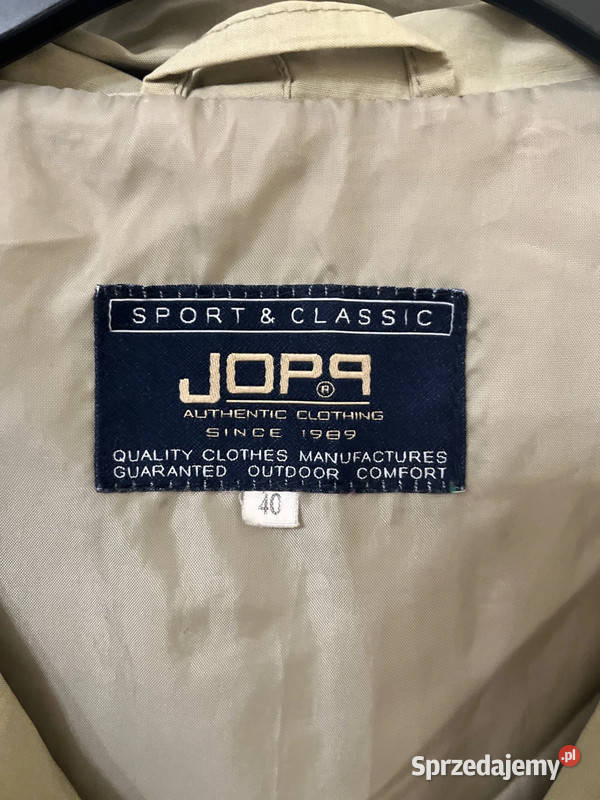 SPORT & CLASSIC
JOPP®
AUTHENTIC CLOTHING
SINCE 1989
QUALITY CLOTHES MANUFACTURES
GUARANTED OUTDOOR COMFORT
40
Sprzedajemy.pl